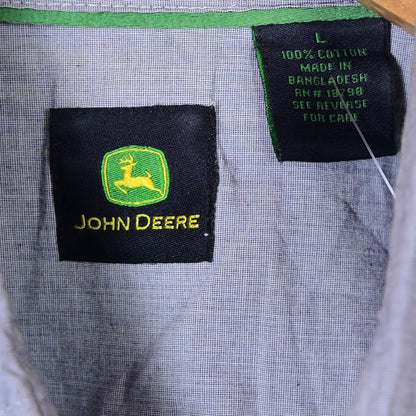 L
100% COTTON
MADE IN
BANGLADESH
RN # 18798
SEE REVERSE
FOR CARE
JOHN DEERE